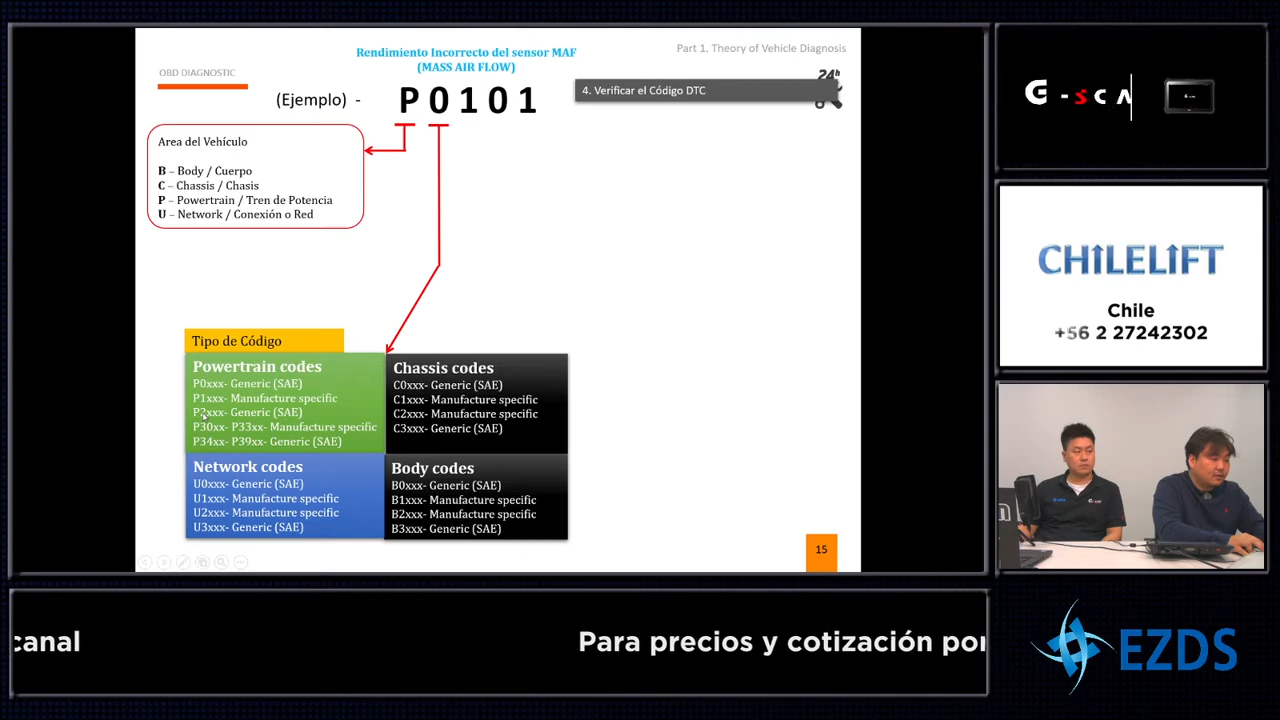 Rendimiento Incorrecto del sensor MAF
(MASS AIR FLOW)
Part 1. Theory of Vehicle Diagnosis
OBD DIAGNOSTIC
(Ejemplo) - P 0 1 0 1
24h
4. Verificar el Código DTC
Area del Vehículo
B – Body / Cuerpo
C – Chassis / Chasis
P – Powertrain / Tren de Potencia
U – Network / Conexión o Red
Tipo de Código
Powertrain codes
P0xxx- Generic (SAE)
P1xxx- Manufacture specific
P2xxx- Generic (SAE)
P30xx- P33xx- Manufacture specific
P34xx- P39xx- Generic (SAE)
Chassis codes
C0xxx- Generic (SAE)
C1xxx- Manufacture specific
C2xxx- Manufacture specific
C3xxx- Generic (SAE)
Network codes
U0xxx- Generic (SAE)
U1xxx- Manufacture specific
U2xxx- Manufacture specific
U3xxx- Generic (SAE)
Body codes
B0xxx- Generic (SAE)
B1xxx- Manufacture specific
B2xxx- Manufacture specific
B3xxx- Generic (SAE)
15
G - S C A
CHILELIFT
Chile
+56 2 27242302
canal
Para precios y cotización por
EZDS